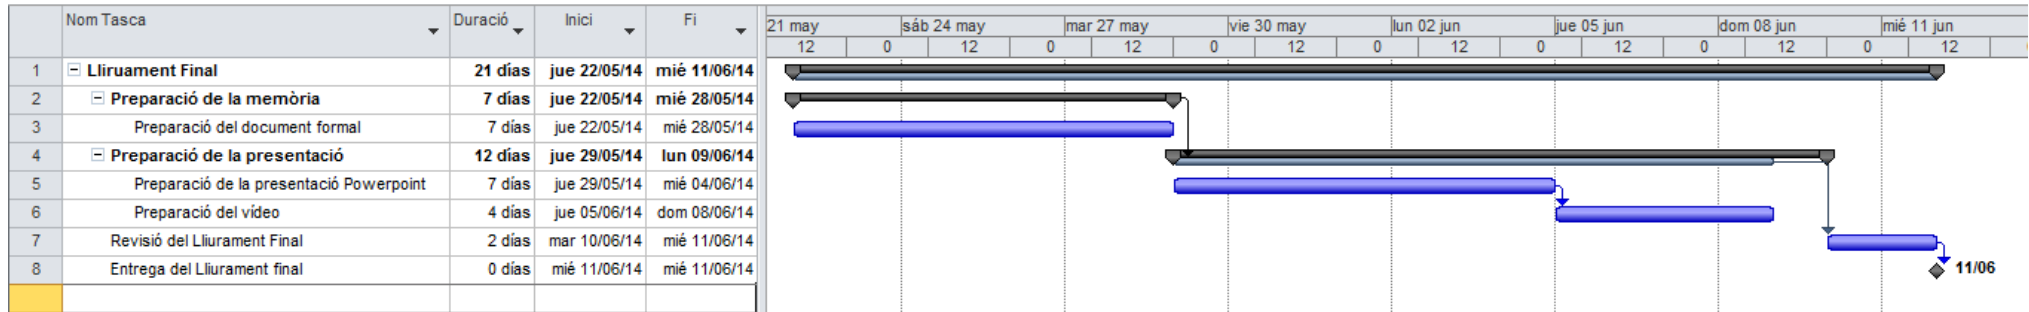 Nom Tasca Duració Inici Fi
21 may sáb 24 may mar 27 may vie 30 may lun 02 jun jue 05 jun dom 08 jun mié 11 jun
12 0 12 0 12 0 12 0 12 0 12 0 12 0 12
1 Lliruament Final 21 días jue 22/05/14 mié 11/06/14
2 Preparació de la memòria 7 días jue 22/05/14 mié 28/05/14
3 Preparació del document formal 7 días jue 22/05/14 mié 28/05/14
4 Preparació de la presentació 12 días jue 29/05/14 lun 09/06/14
5 Preparació de la presentació Powerpoint 7 días jue 29/05/14 mié 04/06/14
6 Preparació del vídeo 4 días jue 05/06/14 dom 08/06/14
7 Revisió del Lliurament Final 2 días mar 10/06/14 mié 11/06/14
8 Entrega del Lliurament final 0 días mié 11/06/14 mié 11/06/14 11/06